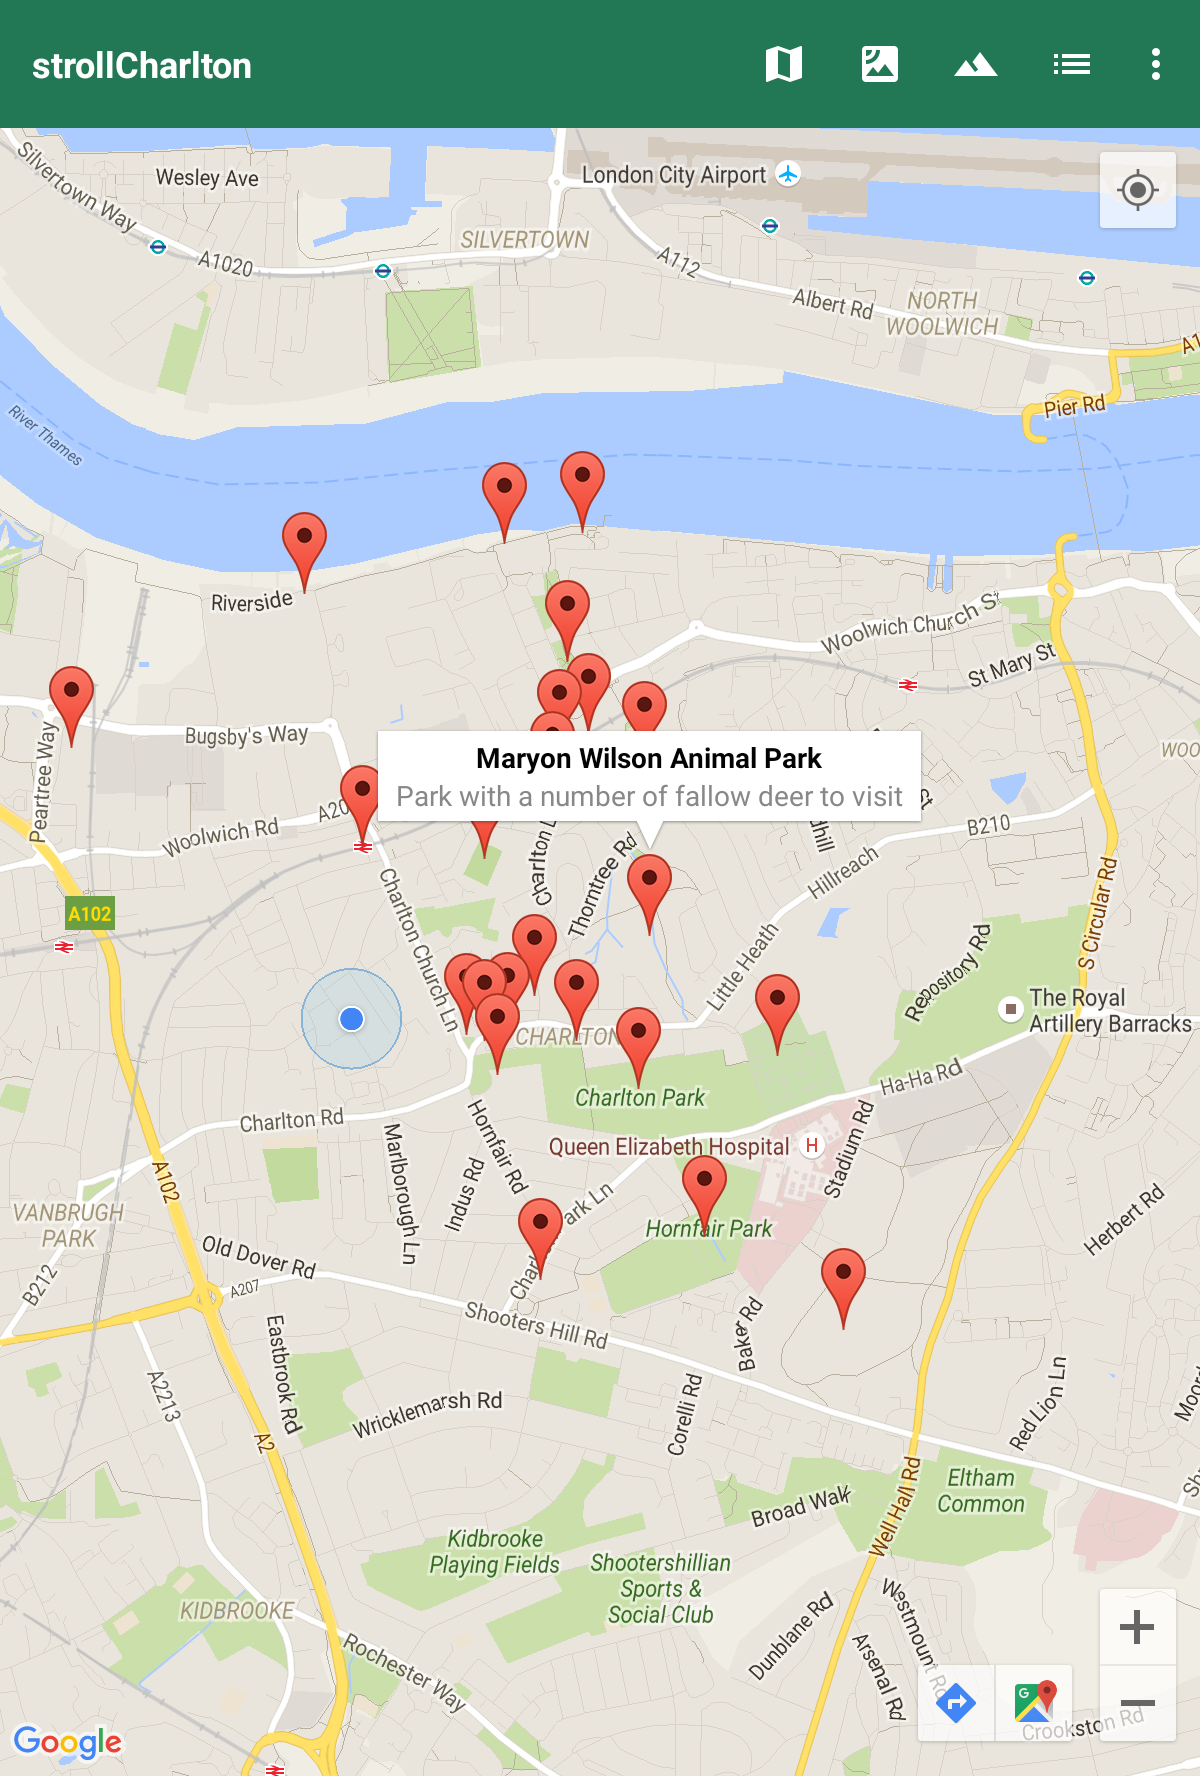 strollCharlton
Silvertown Way
Wesley Ave
London City Airport
SILVERTOWN
A1020
A112
Albert Rd
NORTH
WOOLWICH
Pier Rd
River Thames
Riverside
Woolwich Church St
St Mary St
Peartree Way
Bugsby's Way
Maryon Wilson Animal Park
Park with a number of fallow deer to visit
Woolwich Rd
B210
Hillreach
Thorntree Rd
A102
Charlton Church Ln
S Circular Rd
Little Heath
Repository Rd
The Royal
Artillery Barracks
CHARLTON
Charlton Park
Ha-Ha Rd
Charlton Rd
Hornfair Rd
Queen Elizabeth Hospital
H
Stadium Rd
Marlborough Ln
Indus Rd
A102
VANBRUGH
PARK
Hornfair Park
Herbert Rd
Old Dover Rd
B212
A207
Shooters Hill Rd
Baker Rd
Eastbrook Rd
A2213
Wricklemarsh Rd
Corelli Rd
Red Lion Ln
A2
Well Hall Rd
Eltham
Common
Broad Walk
Kidbrooke
Playing Fields
Shootershillian
Sports &
Social Club
KIDBROOKE
Dunblane Rd
Westmount Rd
Arsenal Rd
Rochester Way
Crookston Rd
Google